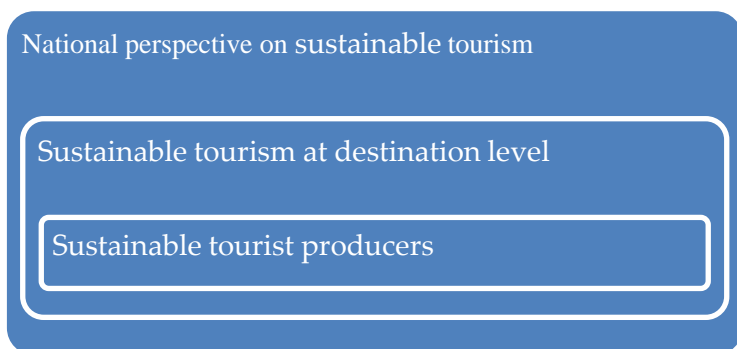 National perspective on sustainable tourism
Sustainable tourism at destination level
Sustainable tourist producers